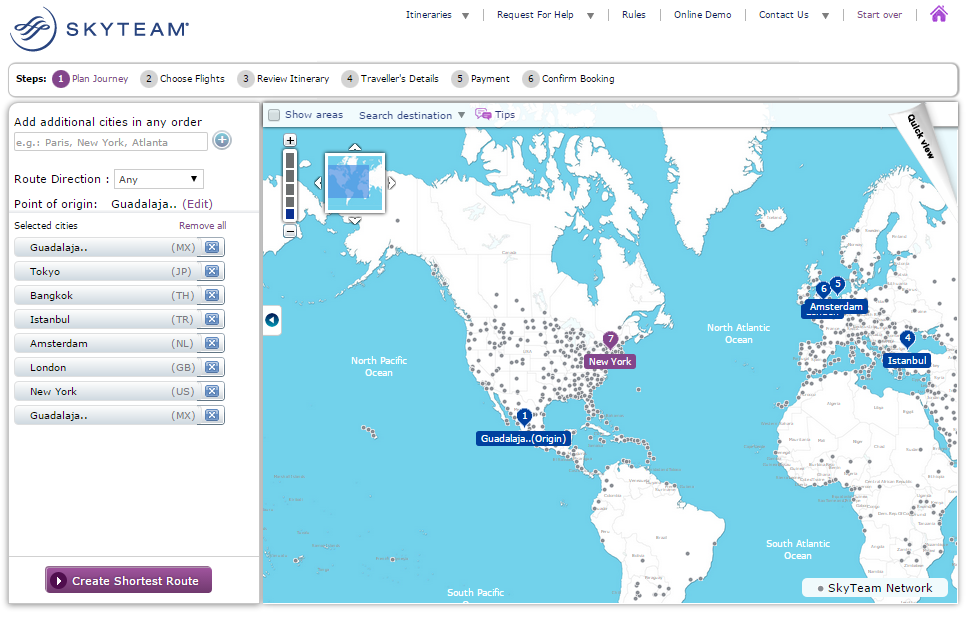 SKYTEAM
Itineraries
Request For Help
Rules
Online Demo
Contact Us
Start over
Steps: 1 Plan Journey 2 Choose Flights 3 Review Itinerary 4 Traveller's Details 5 Payment 6 Confirm Booking
Add additional cities in any order
e.g.: Paris, New York, Atlanta
Route Direction : Any
Point of origin: Guadalaja.. (Edit)
Selected cities Remove all
Guadalaja.. (MX)
Tokyo (JP)
Bangkok (TH)
Istanbul (TR)
Amsterdam (NL)
London (GB)
New York (US)
Guadalaja.. (MX)
Create Shortest Route
Show areas Search destination Tips
Quick view
6 5
Amsterdam
North Atlantic
Ocean
7
New York
4
Istanbul
North Pacific
Ocean
1
Guadalaja..(Origin)
South Atlantic
Ocean
SkyTeam Network
South Pacific